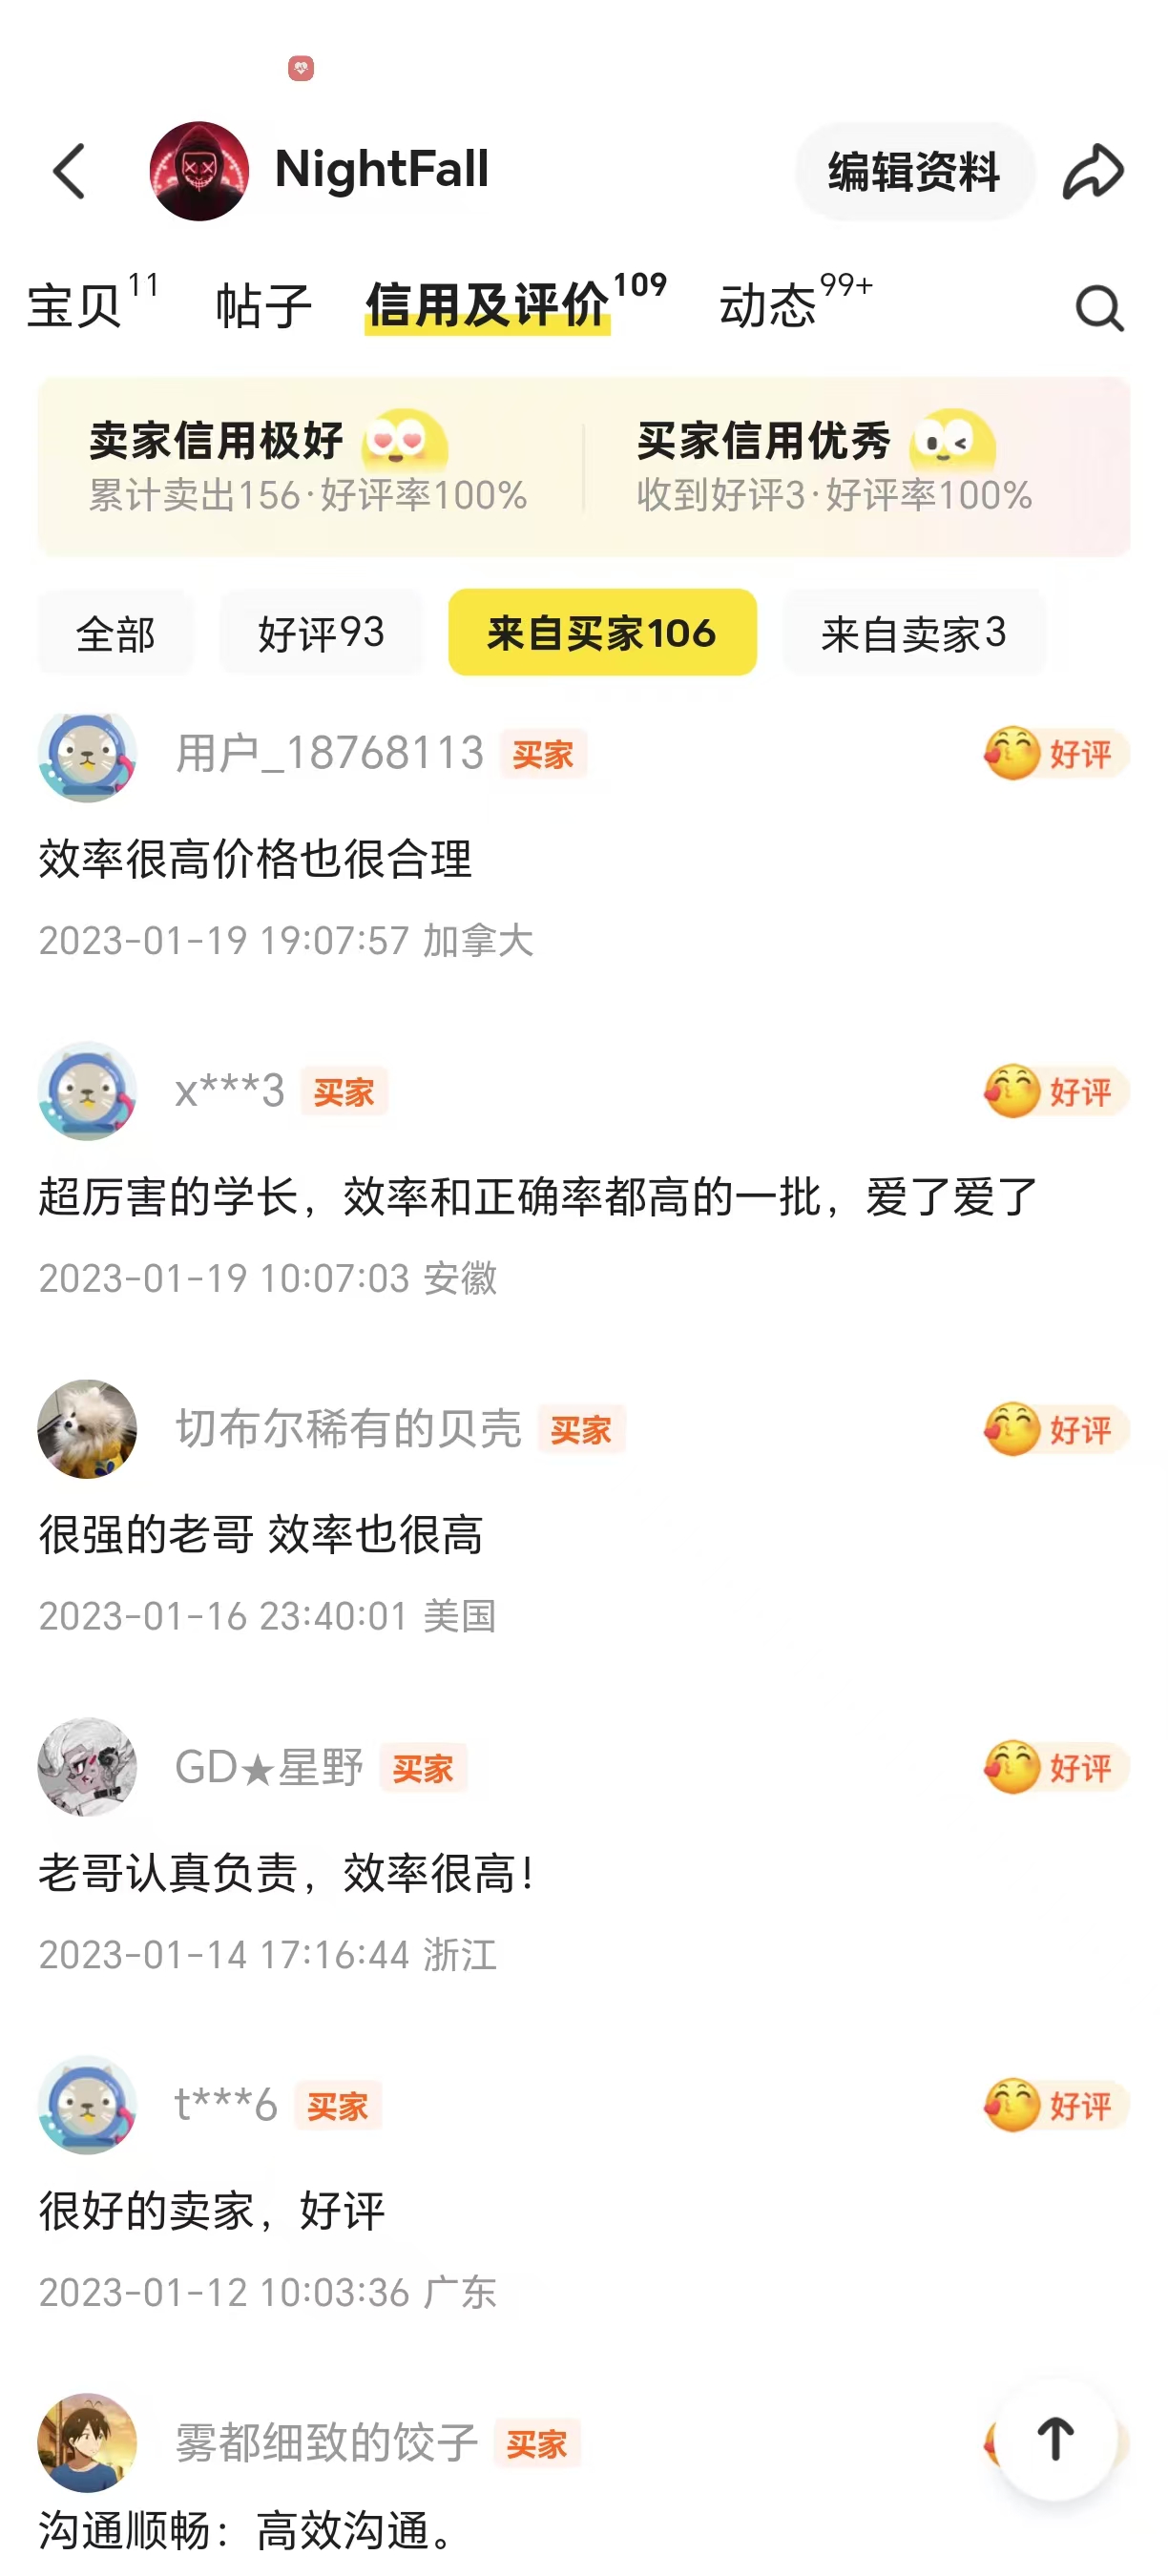 NightFall
编辑资料
宝贝11 帖子 信用及评价109 动态99+
卖家信用极好 买家信用优秀
累计卖出156·好评率100% 收到好评3·好评率100%
全部 好评93 来自买家106 来自卖家3
用户_18768113 买家 好评
效率很高价格也很合理
2023-01-19 19:07:57 加拿大
x***3 买家 好评
超厉害的学长，效率和正确率都高的一批，爱了爱了
2023-01-19 10:07:03 安徽
切布尔稀有的贝壳 买家 好评
很强的老哥 效率也很高
2023-01-16 23:40:01 美国
GD★星野 买家 好评
老哥认真负责，效率很高！
2023-01-14 17:16:44 浙江
t***6 买家 好评
很好的卖家，好评
2023-01-12 10:03:36 广东
雾都细致的饺子 买家
沟通顺畅：高效沟通。